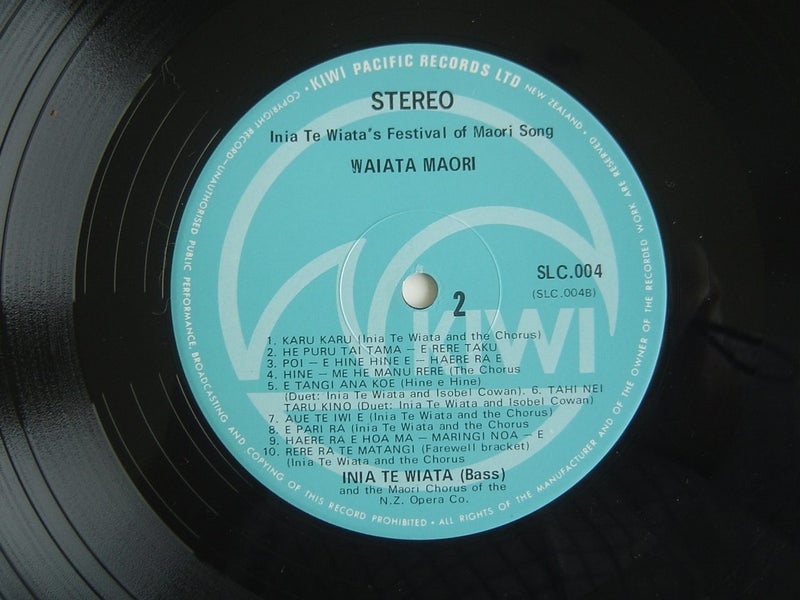 • KIWI PACIFIC RECORDS LTD NEW ZEALAND •
STEREO
Inia Te Wiata's Festival of Maori Song
WAIATA MAORI
SLC.004
(SLC.004B)
2
KIWI
1. KARU KARU (Inia Te Wiata and the Chorus)
2. HE PURU TAI TAMA – E RERE TAKU
3. POI – E HINE HINE E – HAERE RA E
4. HINE – ME HE MANU RERE (The Chorus
5. E TANGI ANA KOE (Hine e Hine)
(Duet: Inia Te Wiata and Isobel Cowan). 6. TAHI NEI
TARU KINO (Duet: Inia Te Wiata and Isobel Cowan)
7. AUE TE IWI E (Inia Te Wiata and the Chorus)
8. E PARI RA (Inia Te Wiata and the Chorus
9. HAERE RA E HOA MA – MARINGI NOA – E
10. RERE RA TE MATANGI (Farewell bracket)
(Inia Te Wiata and the Chorus
INIA TE WIATA (Bass)
and the Maori Chorus of the
N.Z. Opera Co.
COPYRIGHT RECORD–UNAUTHORISED PUBLIC PERFORMANCE, BROADCASTING AND COPYING OF THIS RECORD PROHIBITED • ALL RIGHTS OF THE MANUFACTURER AND OF THE OWNER OF THE RECORDED WORK ARE RESERVED